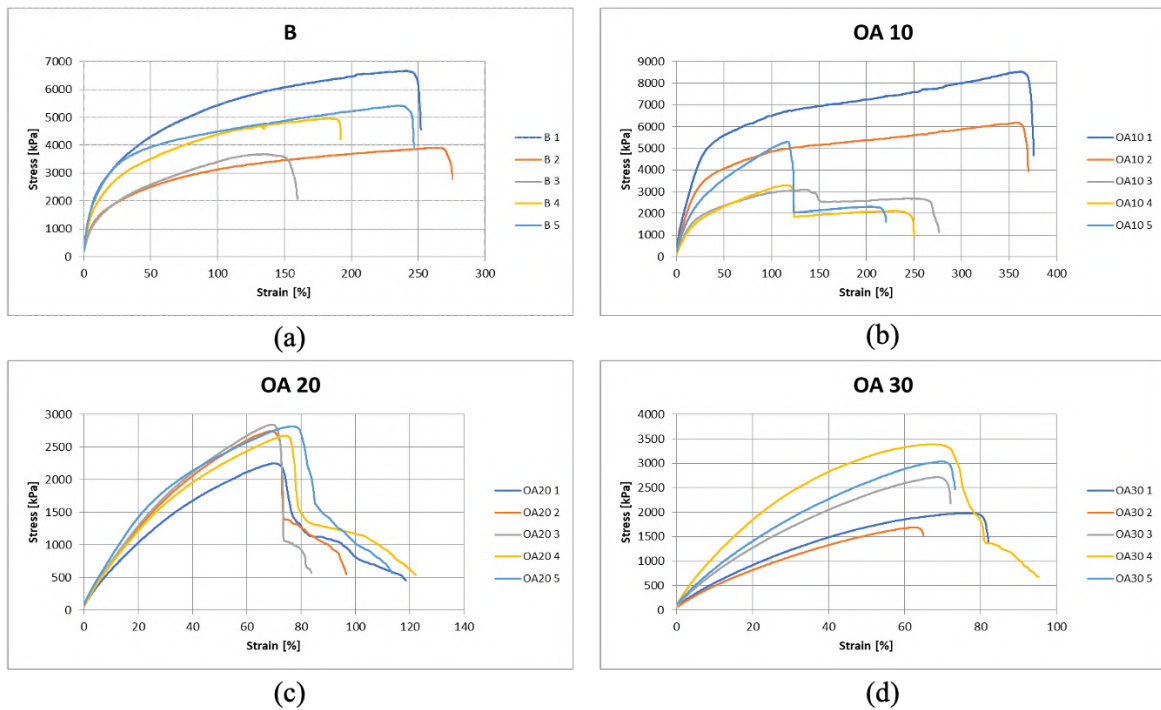 B
Stress [kPa]
7000
6000
5000
4000
3000
2000
1000
0
0 50 100 150 200 250 300
Strain [%]
B 1
B 2
B 3
B 4
B 5
(a)
OA 10
Stress [kPa]
9000
8000
7000
6000
5000
4000
3000
2000
1000
0
0 50 100 150 200 250 300 350 400
Strain [%]
OA10 1
OA10 2
OA10 3
OA10 4
OA10 5
(b)
OA 20
Stress [kPa]
3000
2500
2000
1500
1000
500
0
0 20 40 60 80 100 120 140
Strain [%]
OA20 1
OA20 2
OA20 3
OA20 4
OA20 5
(c)
OA 30
Stress [kPa]
4000
3500
3000
2500
2000
1500
1000
500
0
0 20 40 60 80 100
Strain [%]
OA30 1
OA30 2
OA30 3
OA30 4
OA30 5
(d)